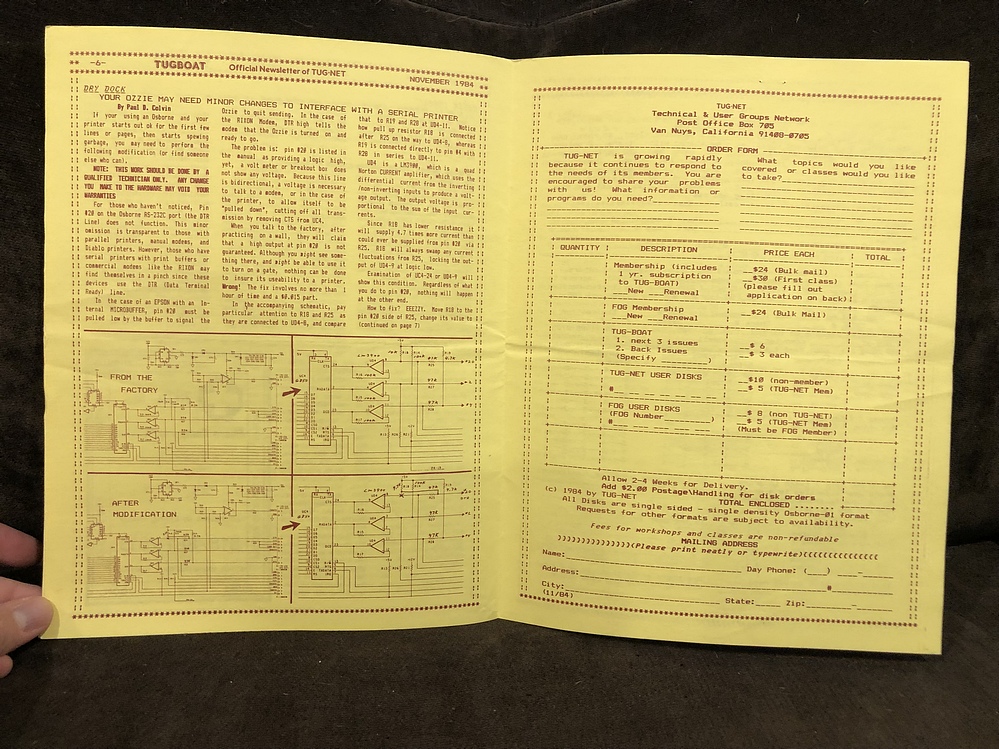 -6-
TUGBOAT Official Newsletter of TUG-NET
NOVEMBER 1984
DRY DOCK
YOUR OZZIE MAY NEED MINOR CHANGES TO INTERFACE WITH A SERIAL PRINTER
By Paul D. Colvin
If your using an Osborne and your
printer starts out ok for the first few
lines or pages, then starts spewing
garbage, you may need to perform the
following modification (or find someone
else who can).
NOTE: THIS WORK SHOULD BE DONE BY A
QUALIFIED TECHNICIAN ONLY. ANY CHANGE
YOU MAKE TO THE HARDWARE MAY VOID YOUR
WARRANTIES
For those who haven't noticed, Pin
#20 on the Osborne RS-232C port (the DTR
Line) does not function. This minor
omission is transparent to those with
parallel printers, manual modems, and
Diablo printers. However, those who have
serial printers with print buffers or
commercial modems like the RIXON may
find themselves in a pinch since these
devices use the DTR (Data Terminal
Ready) line.
In the case of an EPSON with an In-
ternal MICROBUFFER, pin #20 must be
pulled low by the buffer to signal the
Ozzie to quit sending. In the case of
the RIXON Modem, DTR high tells the
modem that the Ozzie is turned on and
ready to go.
The problem is: pin #20 is listed in
the manual as providing a logic high,
yet, a volt meter or breakout box does
not show any voltage. Because this line
is bidirectional, a voltage is necessary
to talk to a modem, or in the case of
the printer, to allow itself to be
"pulled down", cutting off all trans-
mission by removing CTS from UC4.
When you talk to the factory, after
practicing on a wall, they will claim
that a high output at pin #20 is not
guaranteed. Although you might see some-
thing there, and might be able to use it
to turn on a gate, nothing can be done
to insure its useability to a printer.
Wrong! The fix involves no more than 1
hour of time and a $0.015 part.
In the accompanying schematic, pay
particular attention to R18 and R25 as
they are connected to UD4-8, and compare
that to R19 and R20 at UD4-11. Notice
how pull up resistor R18 is connected
after R25 on the way to UD4-8, whereas
R19 is connected directly to pin #4 with
R20 in series to UD4-11.
UD4 is a LM3900, which is a quad
Norton CURRENT amplifier, which uses the
differential current from the inverting
/non-inverting inputs to produce a volt-
age output. The output voltage is pro-
portional to the sum of the input cur-
rents.
Since R18 has lower resistance it
will supply 4.7 times more current than
could ever be supplied from pin #20 via
R25. R18 will always swamp any current
fluctuations from R25, locking the out-
put of UD4-9 at logic low.
Examination of UC4-24 or UD4-9 will
show this condition. Regardless of what
you do to pin #20, nothing will happen
at the other end.
How to fix? EEEZZY. Move R18 to the
pin #20 side of R25, change its value to
(continued on page 7)
FROM THE
FACTORY
AFTER
MODIFICATION
TUG-NET
Technical & User Groups Network
Post Office Box 705
Van Nuys, California 91408-0705
ORDER FORM
TUG-NET is growing rapidly
because it continues to respond to
the needs of its members. You are
encouraged to share your problems
with us! What information or
programs do you need?
What topics would you like
covered or classes would you like
to take?
QUANTITY DESCRIPTION PRICE EACH TOTAL
Membership (includes __$24 (Bulk mail)
1 yr. subscription __$30 (First class)
to TUG-BOAT) (please fill out
__New __Renewal application on back)
FOG Membership __$24 (Bulk Mail)
__New __Renewal
TUG-BOAT
1. next 3 issues __$ 6
2. Back Issues __$ 3 each
(Specify ________)
TUG-NET USER DISKS __$10 (non-member)
#___ ___ ___ __$ 5 (TUG-NET Mem)
FOG USER DISKS __$ 8 (non TUG-NET)
(FOG Number ________) __$ 5 (TUG-NET Mem)
#___ ___ ___ (Must be FOG Member)
Allow 2-4 Weeks for Delivery.
Add $2.00 Postage\Handling for disk orders
TOTAL ENCLOSED ........
(c) 1984 by TUG-NET
All Disks are single sided - single density Osborne-01 format
Requests for other formats are subject to availability.
Fees for workshops and classes are non-refundable
MAILING ADDRESS
)))))))))))))))(Please print neatly or typewrite)(((((((((((((((
Name:____ Day Phone: (___) ____-____
Address:____ #____
City:____ State:____ Zip:____-____
(11/84)